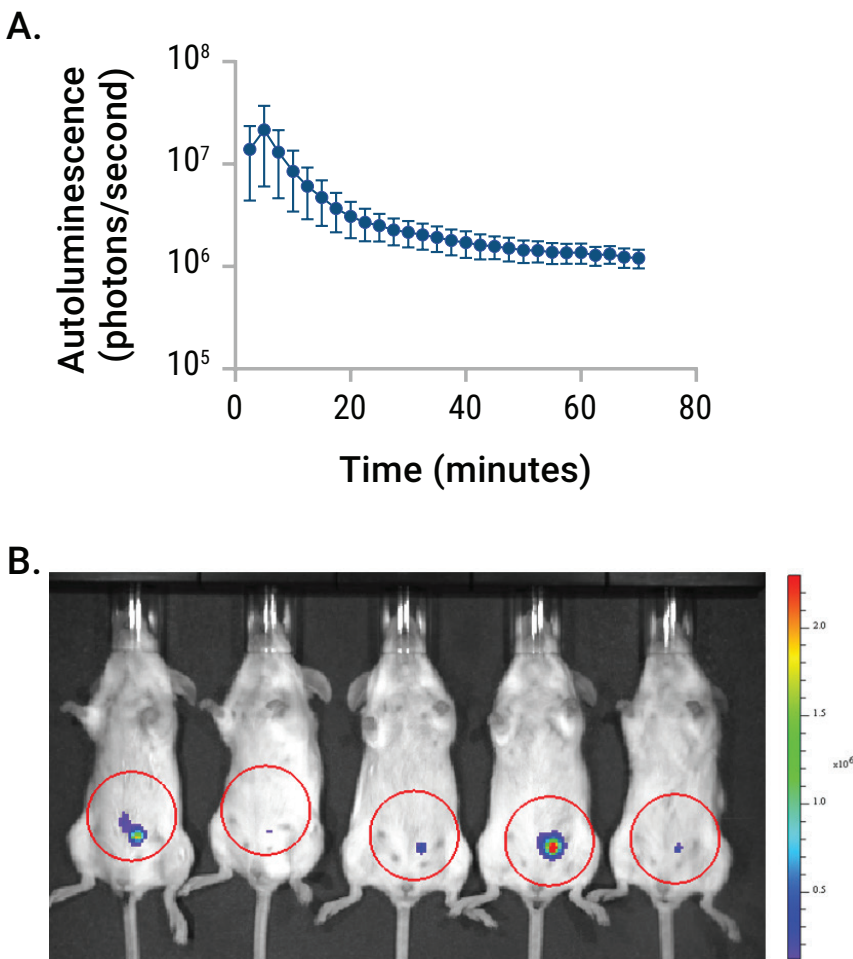 A.
Autoluminescence
(photons/second)
10⁸
10⁷
10⁶
10⁵
0 20 40 60 80
Time (minutes)
B.
2.0
1.5
x10⁶
1.0
0.5